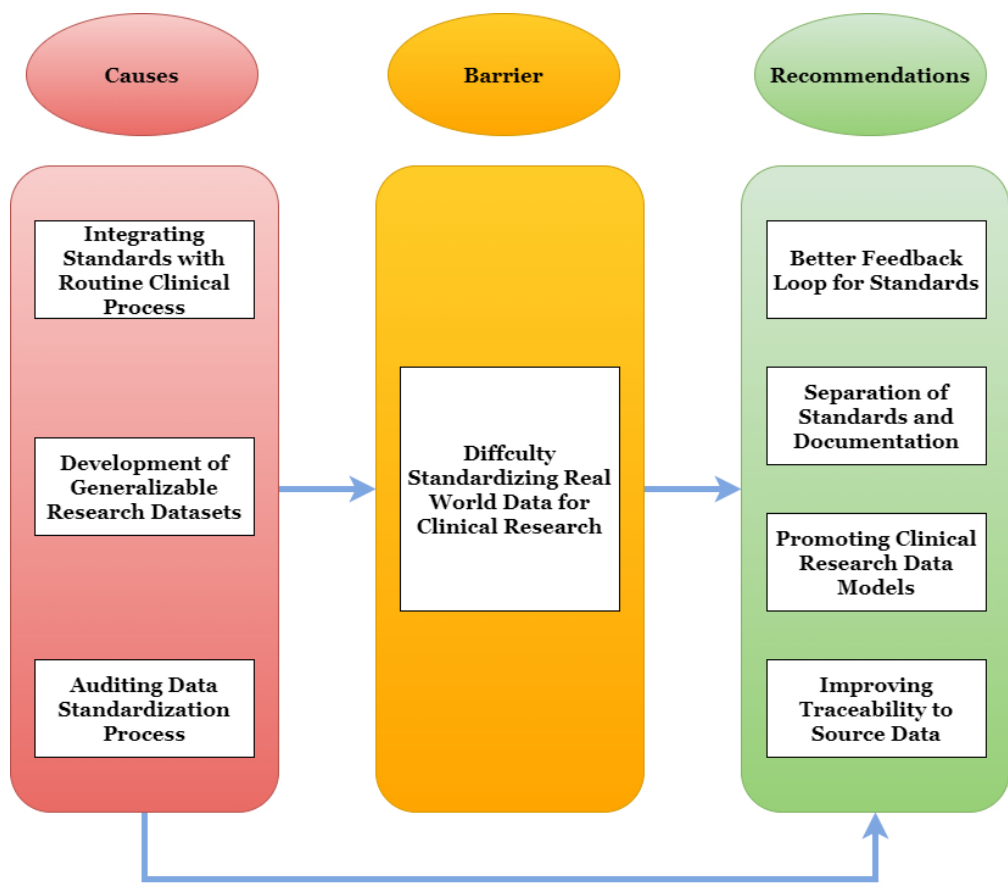 Causes
Barrier
Recommendations
Integrating
Standards with
Routine Clinical
Process
Development of
Generalizable
Research Datasets
Auditing Data
Standardization
Process
Diffculty
Standardizing Real
World Data for
Clinical Research
Better Feedback
Loop for Standards
Separation of
Standards and
Documentation
Promoting Clinical
Research Data
Models
Improving
Traceability to
Source Data